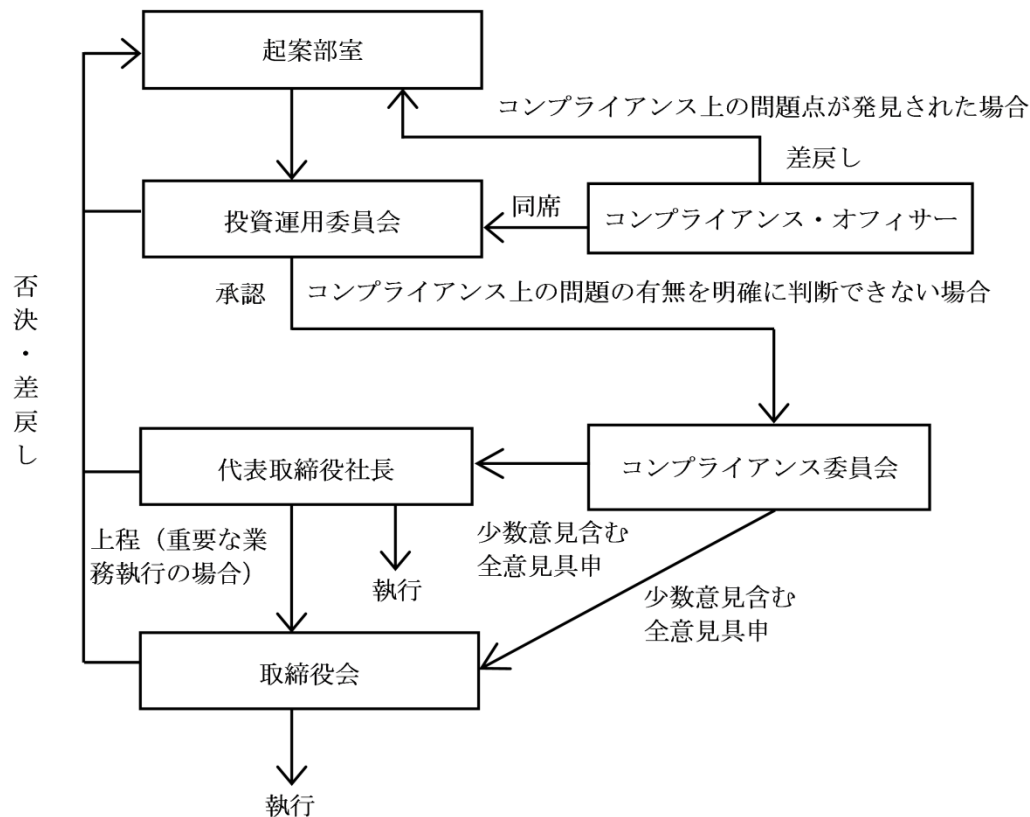 起案部室
コンプライアンス上の問題点が発見された場合
差戻し
投資運用委員会
同席
コンプライアンス・オフィサー
承認
コンプライアンス上の問題の有無を明確に判断できない場合
否決・差戻し
代表取締役社長
コンプライアンス委員会
上程（重要な業
務執行の場合）
執行
少数意見含む
全意見具申
少数意見含む
全意見具申
取締役会
執行